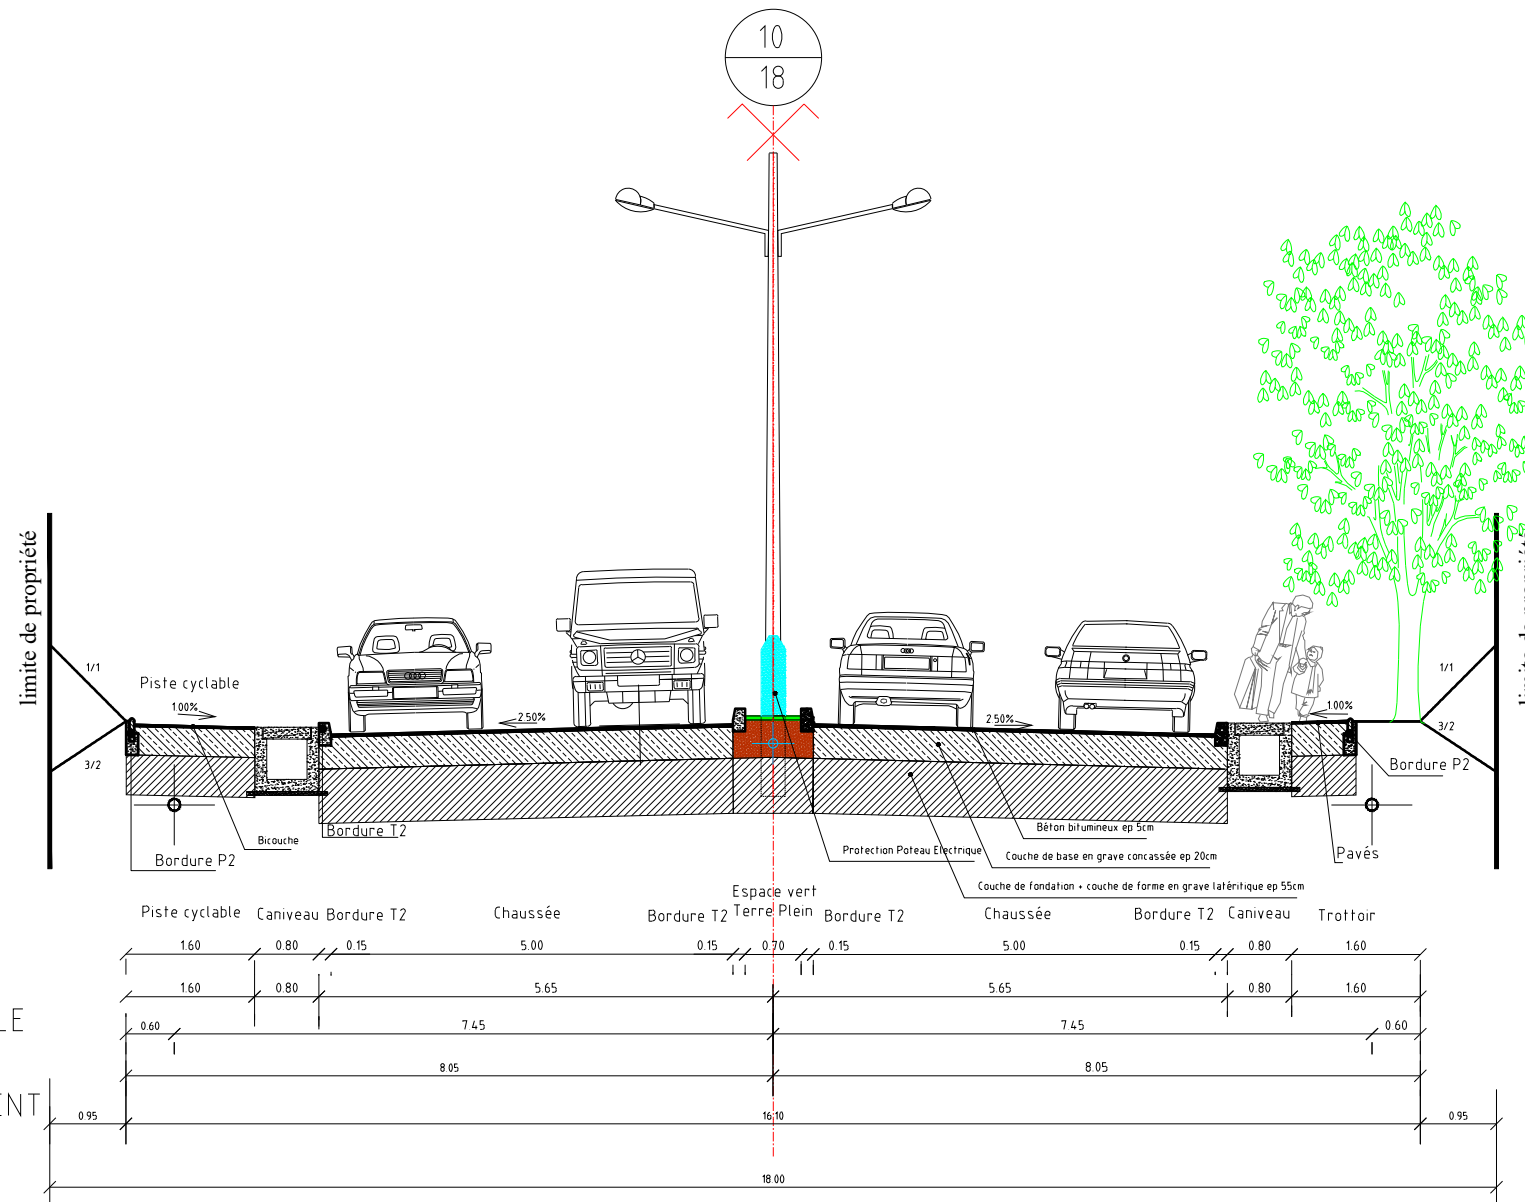 10
18
limite de propriété
1/1
3/2
Piste cyclable
1.00%
2.50%
2.50%
1.00%
1/1
3/2
Bordure P2
Bordure T2
Bicouche
Bordure P2
Béton bitumineux ep 5cm
Protection Poteau Electrique
Couche de base en grave concassée ep 20cm
Pavés
Couche de fondation + couche de forme en grave latéritique ep 55cm
Piste cyclable Caniveau Bordure T2 Chaussée Bordure T2 Espace vert Terre Plein Bordure T2 Chaussée Bordure T2 Caniveau Trottoir
1.60 0.80 0.15 5.00 0.15 0.70 0.15 5.00 0.15 0.80 1.60
1.60 0.80 5.65 5.65 0.80 1.60
LE
0.60 7.45 7.45 0.60
8.05 8.05
ENT
0.95 16.10 0.95
18.00